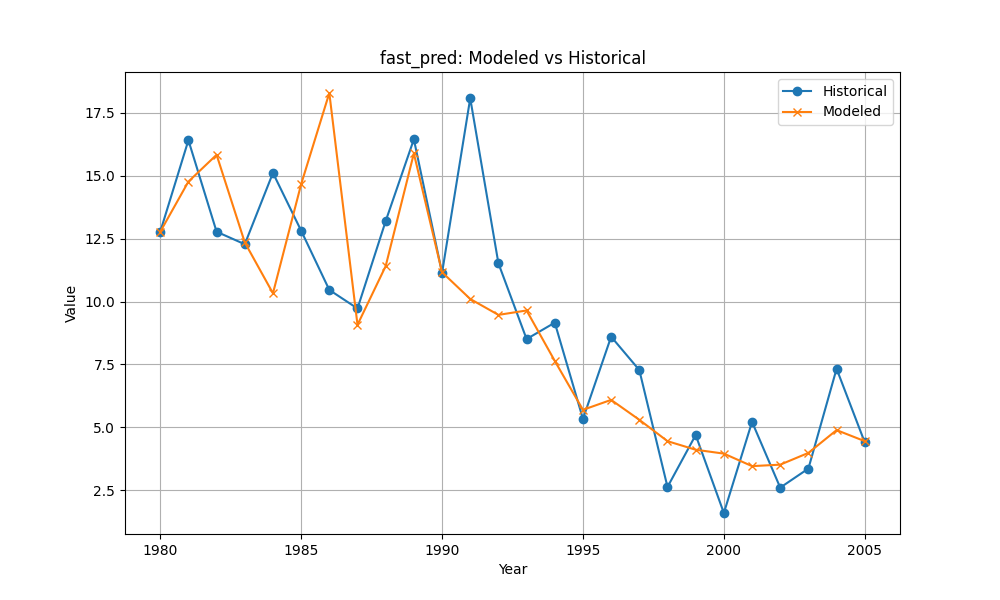 fast_pred: Modeled vs Historical
Historical
Modeled
17.5
15.0
12.5
10.0
7.5
5.0
2.5
Value
1980 1985 1990 1995 2000 2005
Year